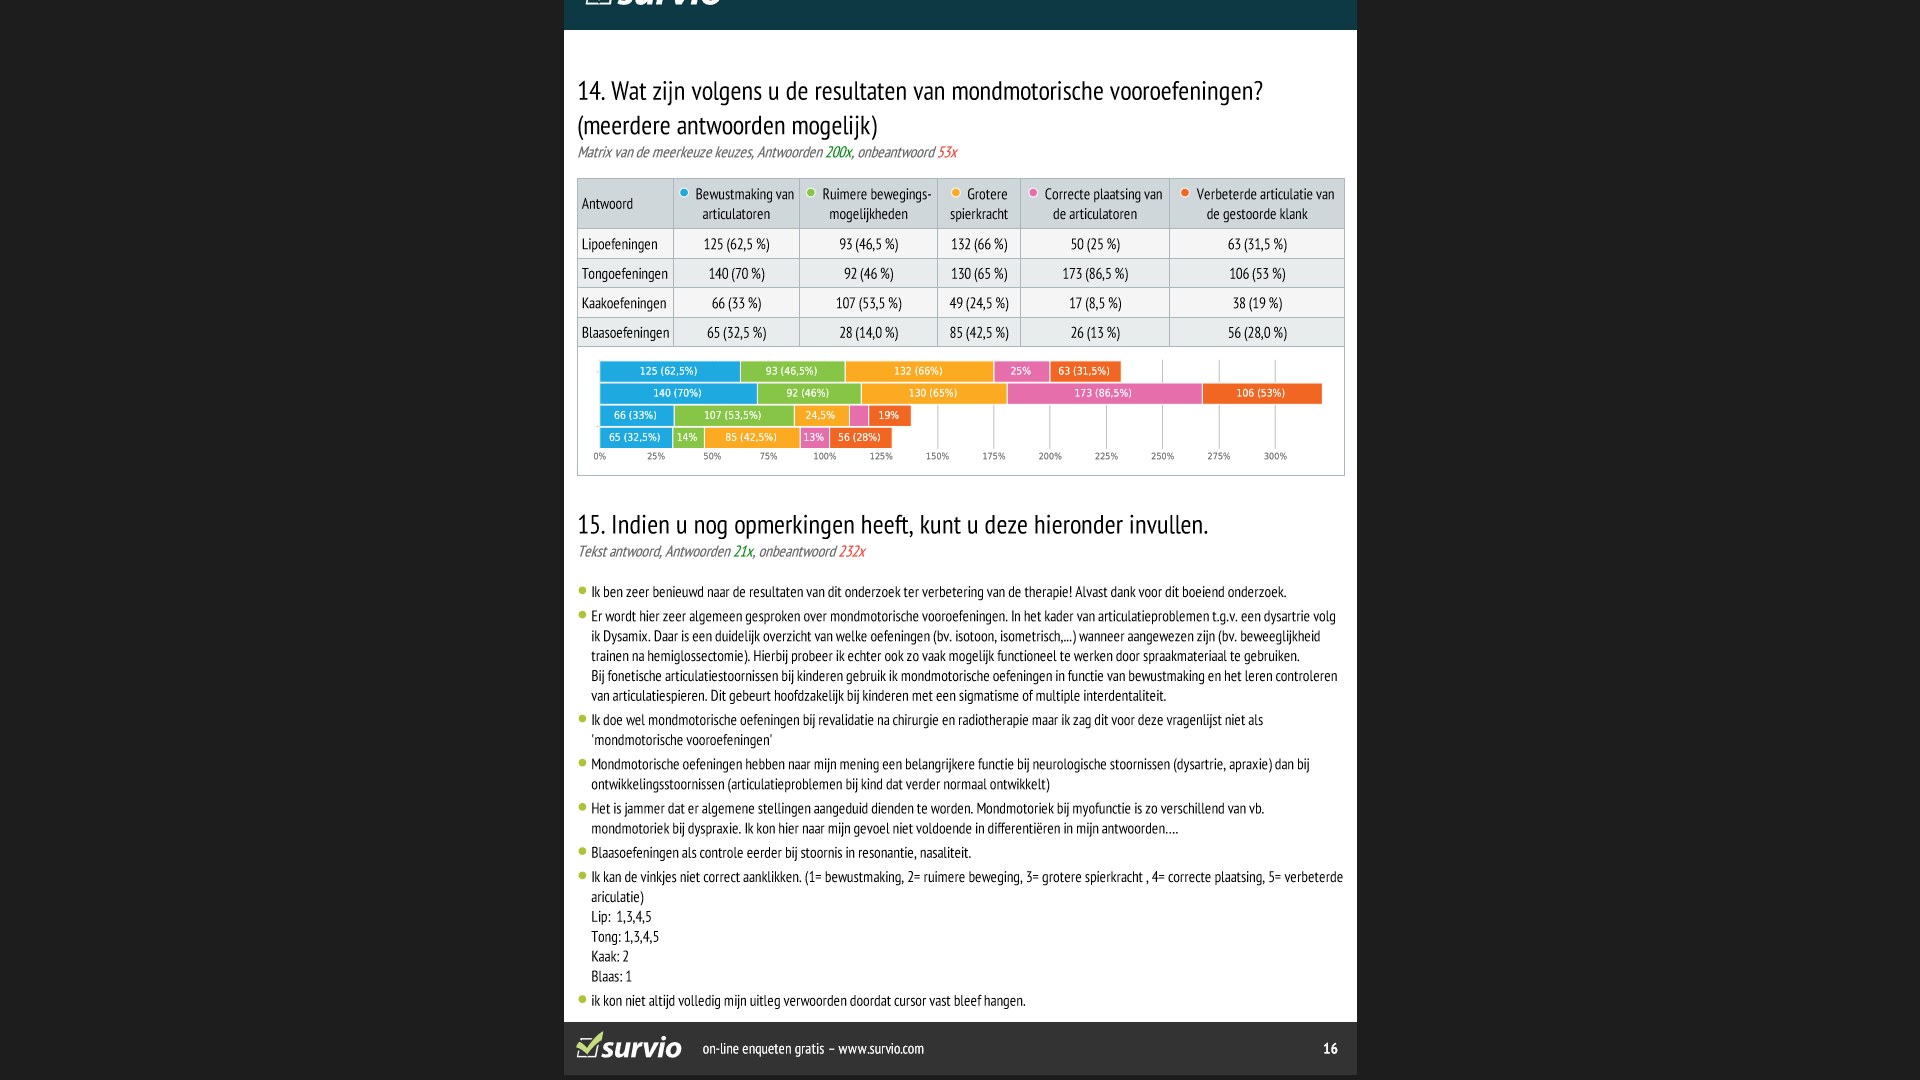 survio
14. Wat zijn volgens u de resultaten van mondmotorische vooroefeningen?
(meerdere antwoorden mogelijk)
Matrix van de meerkeuze keuzes, Antwoorden 200x, onbeantwoord 53x
Antwoord Bewustmaking van articulatoren Ruimere bewegings-mogelijkheden Grotere spierkracht Correcte plaatsing van de articulatoren Verbeterde articulatie van de gestoorde klank
Lipoefeningen 125 (62,5 %) 93 (46,5 %) 132 (66 %) 50 (25 %) 63 (31,5 %)
Tongoefeningen 140 (70 %) 92 (46 %) 130 (65 %) 173 (86,5 %) 106 (53 %)
Kaakoefeningen 66 (33 %) 107 (53,5 %) 49 (24,5 %) 17 (8,5 %) 38 (19 %)
Blaasoefeningen 65 (32,5 %) 28 (14,0 %) 85 (42,5 %) 26 (13 %) 56 (28,0 %)
125 (62,5%) 93 (46,5%) 132 (66%) 25% 63 (31,5%)
140 (70%) 92 (46%) 130 (65%) 173 (86,5%) 106 (53%)
66 (33%) 107 (53,5%) 24,5% 19%
65 (32,5%) 14% 85 (42,5%) 13% 56 (28%)
0% 25% 50% 75% 100% 125% 150% 175% 200% 225% 250% 275% 300%
15. Indien u nog opmerkingen heeft, kunt u deze hieronder invullen.
Tekst antwoord, Antwoorden 21x, onbeantwoord 232x
Ik ben zeer benieuwd naar de resultaten van dit onderzoek ter verbetering van de therapie! Alvast dank voor dit boeiend onderzoek.
Er wordt hier zeer algemeen gesproken over mondmotorische vooroefeningen. In het kader van articulatieproblemen t.g.v. een dysartrie volg
ik Dysamix. Daar is een duidelijk overzicht van welke oefeningen (bv. isotoon, isometrisch,...) wanneer aangewezen zijn (bv. beweeglijkheid
trainen na hemiglossectomie). Hierbij probeer ik echter ook zo vaak mogelijk functioneel te werken door spraakmateriaal te gebruiken.
Bij fonetische articulatiestoornissen bij kinderen gebruik ik mondmotorische oefeningen in functie van bewustmaking en het leren controleren
van articulatiespieren. Dit gebeurt hoofdzakelijk bij kinderen met een sigmatisme of multiple interdentaliteit.
Ik doe wel mondmotorische oefeningen bij revalidatie na chirurgie en radiotherapie maar ik zag dit voor deze vragenlijst niet als
'mondmotorische vooroefeningen'
Mondmotorische oefeningen hebben naar mijn mening een belangrijkere functie bij neurologische stoornissen (dysartrie, apraxie) dan bij
ontwikkelingsstoornissen (articulatieproblemen bij kind dat verder normaal ontwikkelt)
Het is jammer dat er algemene stellingen aangeduid dienden te worden. Mondmotoriek bij myofunctie is zo verschillend van vb.
mondmotoriek bij dyspraxie. Ik kon hier naar mijn gevoel niet voldoende in differentiëren in mijn antwoorden....
Blaasoefeningen als controle eerder bij stoornis in resonantie, nasaliteit.
Ik kan de vinkjes niet correct aanklikken. (1= bewustmaking, 2= ruimere beweging, 3= grotere spierkracht , 4= correcte plaatsing, 5= verbeterde
ariculatie)
Lip: 1,3,4,5
Tong: 1,3,4,5
Kaak: 2
Blaas: 1
ik kon niet altijd volledig mijn uitleg verwoorden doordat cursor vast bleef hangen.
survio on-line enqueten gratis – www.survio.com 16